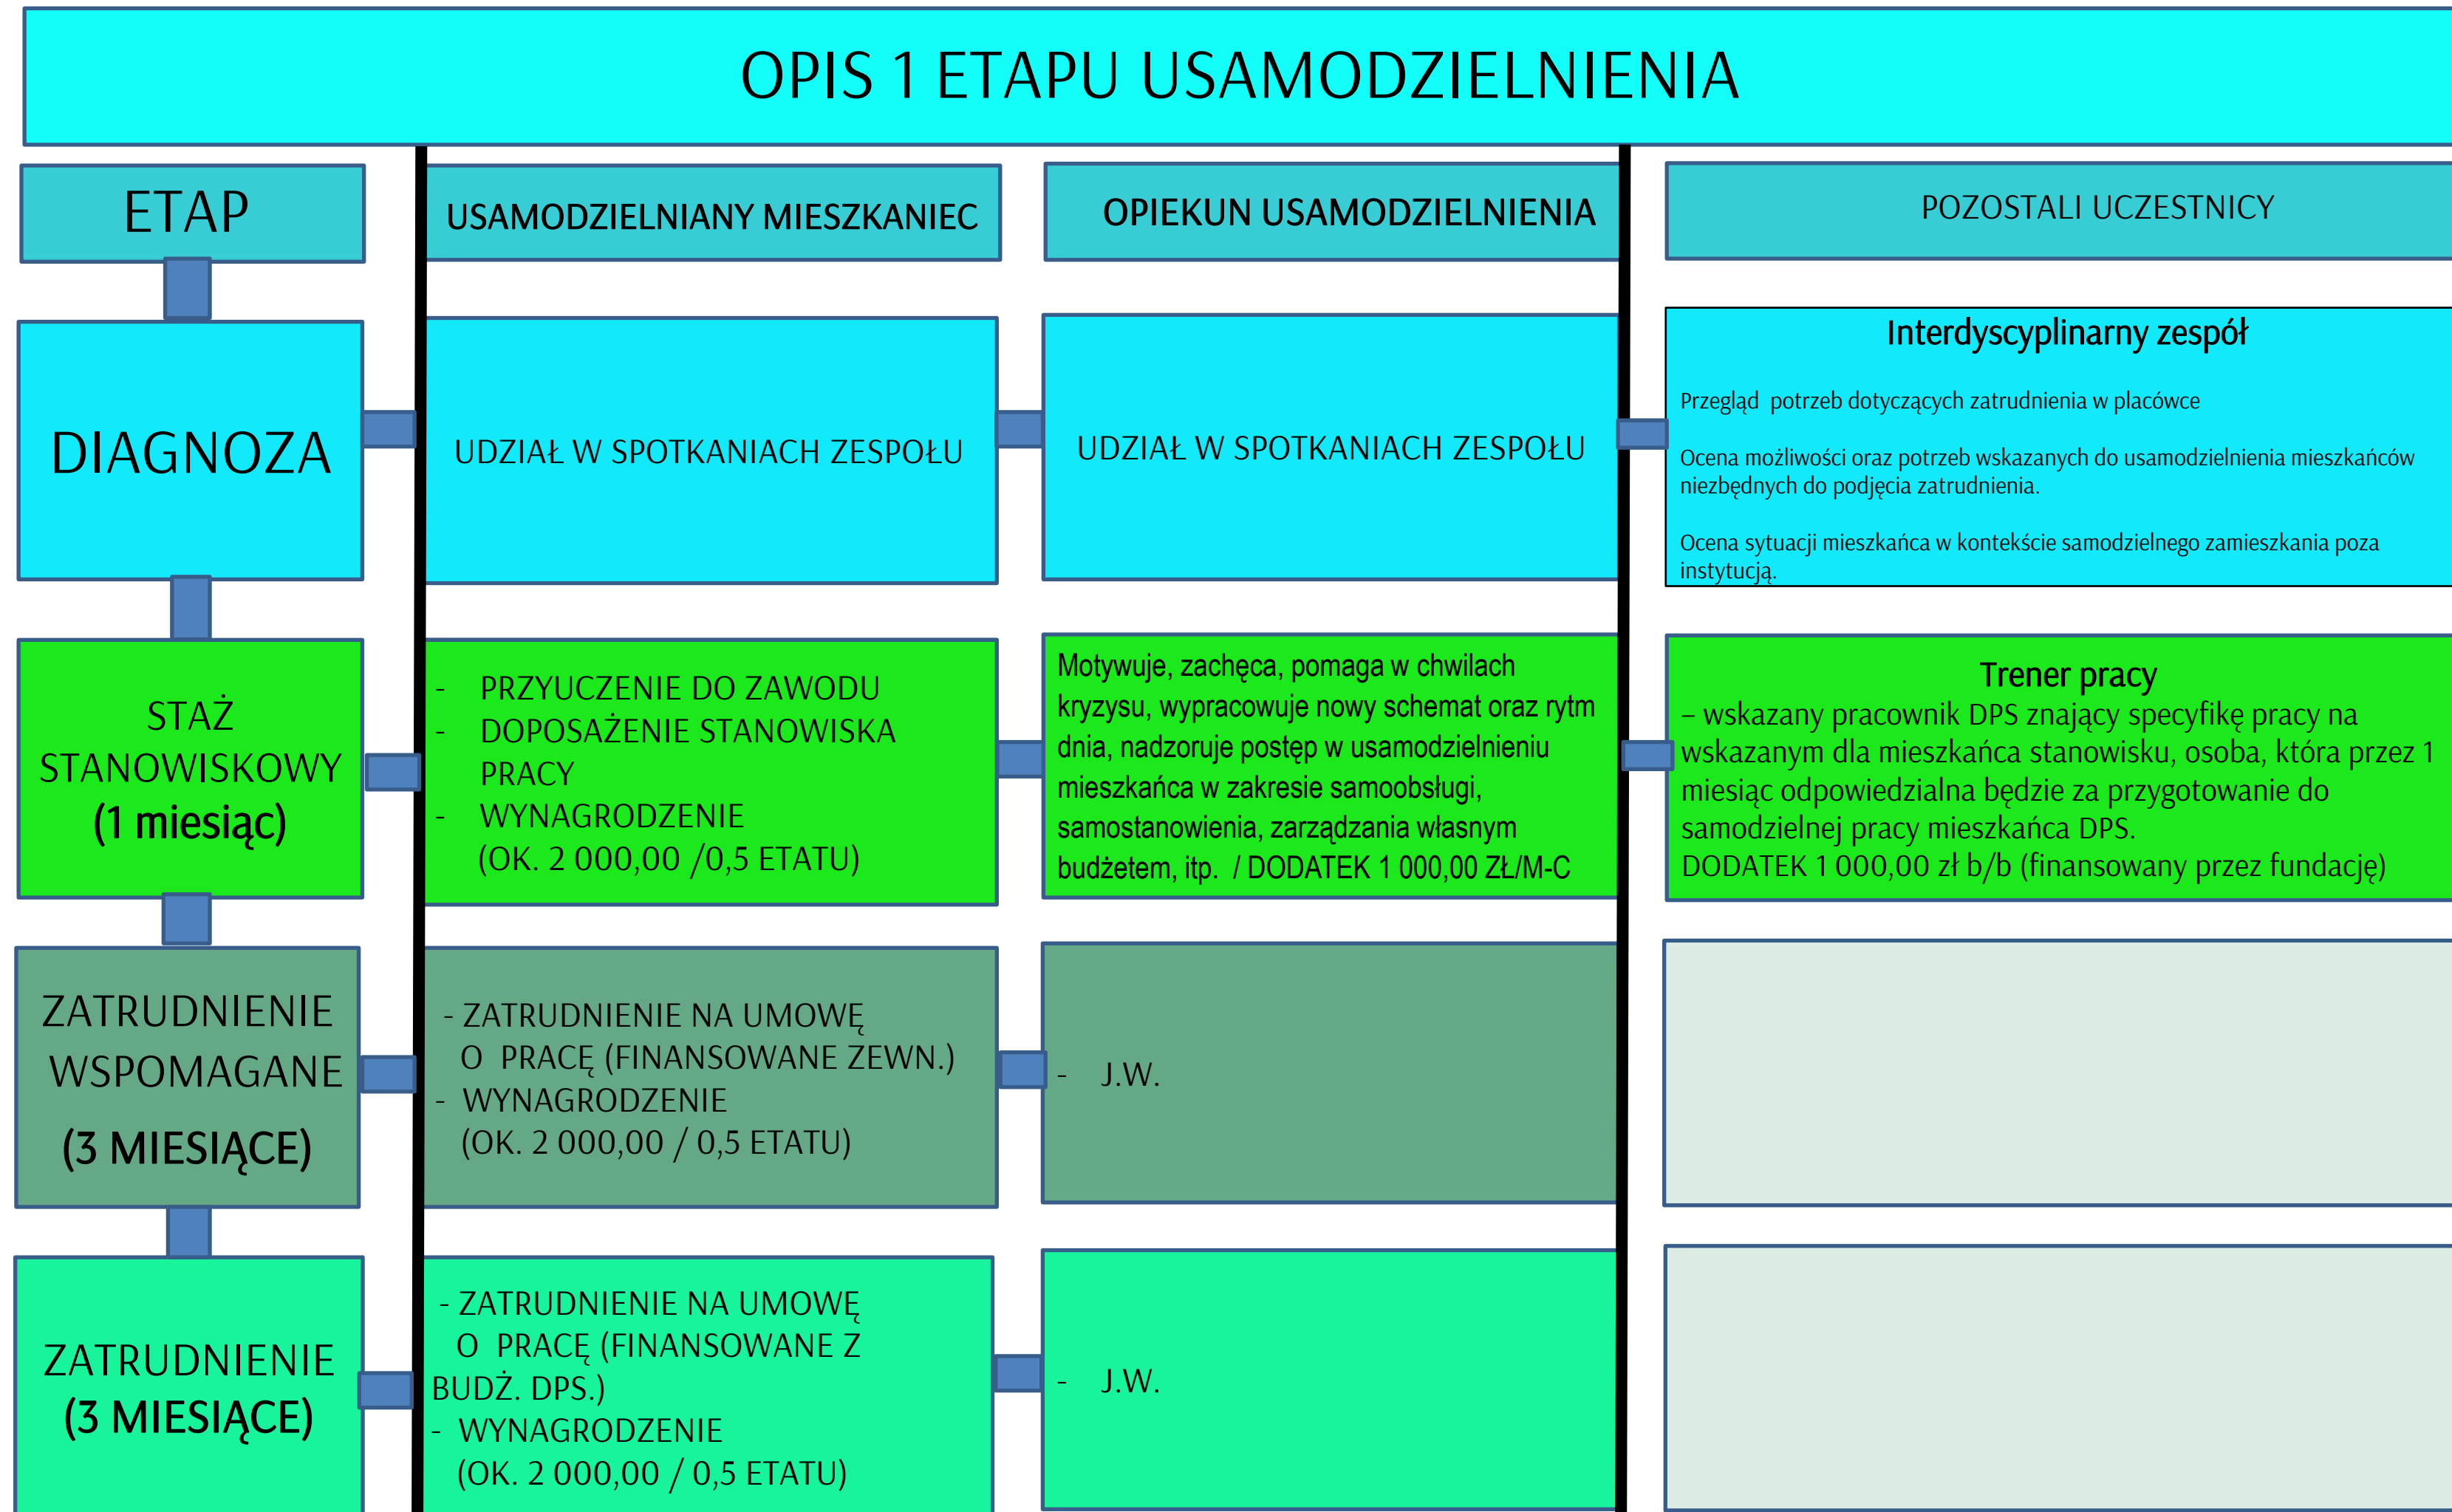 OPIS 1 ETAPU USAMODZIELNIENIA
ETAP
USAMODZIELNIANY MIESZKANIEC
OPIEKUN USAMODZIELNIENIA
POZOSTALI UCZESTNICY
DIAGNOZA
UDZIAŁ W SPOTKANIACH ZESPOŁU
UDZIAŁ W SPOTKANIACH ZESPOŁU
Interdyscyplinarny zespół
Przegląd  potrzeb dotyczących zatrudnienia w placówce
Ocena możliwości oraz potrzeb wskazanych do usamodzielnienia mieszkańców
niezbędnych do podjęcia zatrudnienia.
Ocena sytuacji mieszkańca w kontekście samodzielnego zamieszkania poza
instytucją.
STAŻ
STANOWISKOWY
(1 miesiąc)
- PRZYUCZENIE DO ZAWODU
- DOPOSAŻENIE STANOWISKA
PRACY
- WYNAGRODZENIE
(OK. 2 000,00 /0,5 ETATU)
Motywuje, zachęca, pomaga w chwilach
kryzysu, wypracowuje nowy schemat oraz rytm
dnia, nadzoruje postęp w usamodzielnieniu
mieszkańca w zakresie samoobsługi,
samostanowienia, zarządzania własnym
budżetem, itp.  / DODATEK 1 000,00 ZŁ/M-C
Trener pracy
– wskazany pracownik DPS znający specyfikę pracy na
wskazanym dla mieszkańca stanowisku, osoba, która przez 1
miesiąc odpowiedzialna będzie za przygotowanie do
samodzielnej pracy mieszkańca DPS.
DODATEK 1 000,00 zł b/b (finansowany przez fundację)
ZATRUDNIENIE
WSPOMAGANE
(3 MIESIĄCE)
- ZATRUDNIENIE NA UMOWĘ
O  PRACĘ (FINANSOWANE ZEWN.)
- WYNAGRODZENIE
(OK. 2 000,00 / 0,5 ETATU)
- J.W.
ZATRUDNIENIE
(3 MIESIĄCE)
- ZATRUDNIENIE NA UMOWĘ
O  PRACĘ (FINANSOWANE Z
BUDŻ. DPS.)
- WYNAGRODZENIE
(OK. 2 000,00 / 0,5 ETATU)
- J.W.